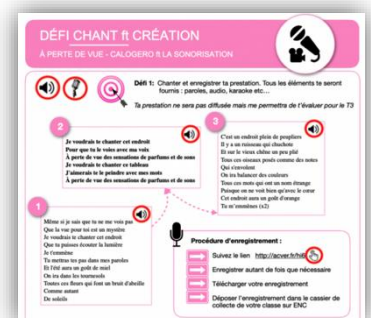 DÉFI CHANT ft CRÉATION
À PERTE DE VUE - CALOGERO ft LA SONORISATION
Défi 1: Chanter et enregistrer ta prestation. Tous les éléments te seront
fournis : paroles, audio, karaoke etc…
Ta prestation ne sera pas diffusée mais me permettra de t'évaluer pour le T3
2
Je voudrais te chanter cet endroit
Pour que tu le voies avec ma voix
À perte de vue des sensations de parfums et de sons
Je voudrais te chanter ce tableau
J'aimerais te le peindre avec mes mots
À perte de vue des sensations de parfums et de sons
3
C'est un endroit plein de peupliers
Il y a un ruisseau qui chuchote
Et sur le vieux chêne un peu plié
Tous ces oiseaux posés comme des notes
Qui s'envolent
On ira balancer des couleurs
Tous ces mots qui ont un nom étrange
Puisque on ne voit bien qu'avec le cœur
Cet endroit aura un goût d'orange
Tu m'emmènes (x2)
1
Même si je sais que tu ne me vois pas
Que la vue pour toi est un mystère
Je voudrais te chanter cet endroit
Que tu puisses écouter la lumière
Je t'emmène
Tu mettras tes pas dans mes paroles
Et l'été aura un goût de miel
On ira dans les tournesols
Toutes ces fleurs qui font un bruit d'abeille
Comme autant
De soleils
Procédure d'enregistrement :
Suivez le lien
Enregistrer autant de fois que nécessaire
Télécharger votre enregistrement
Déposer l'enregistrement dans le cassier de
collecte de votre classe sur ENC